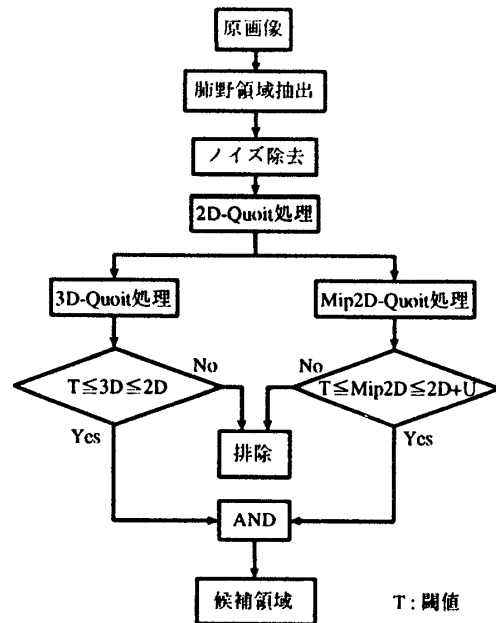 原画像
肺野領域抽出
ノイズ除去
2D-Quoit処理
3D-Quoit処理
Mip2D-Quoit処理
T≦3D≦2D
No
No
T≦Mip2D≦2D+U
Yes
排除
Yes
AND
候補領域
T : 閾値